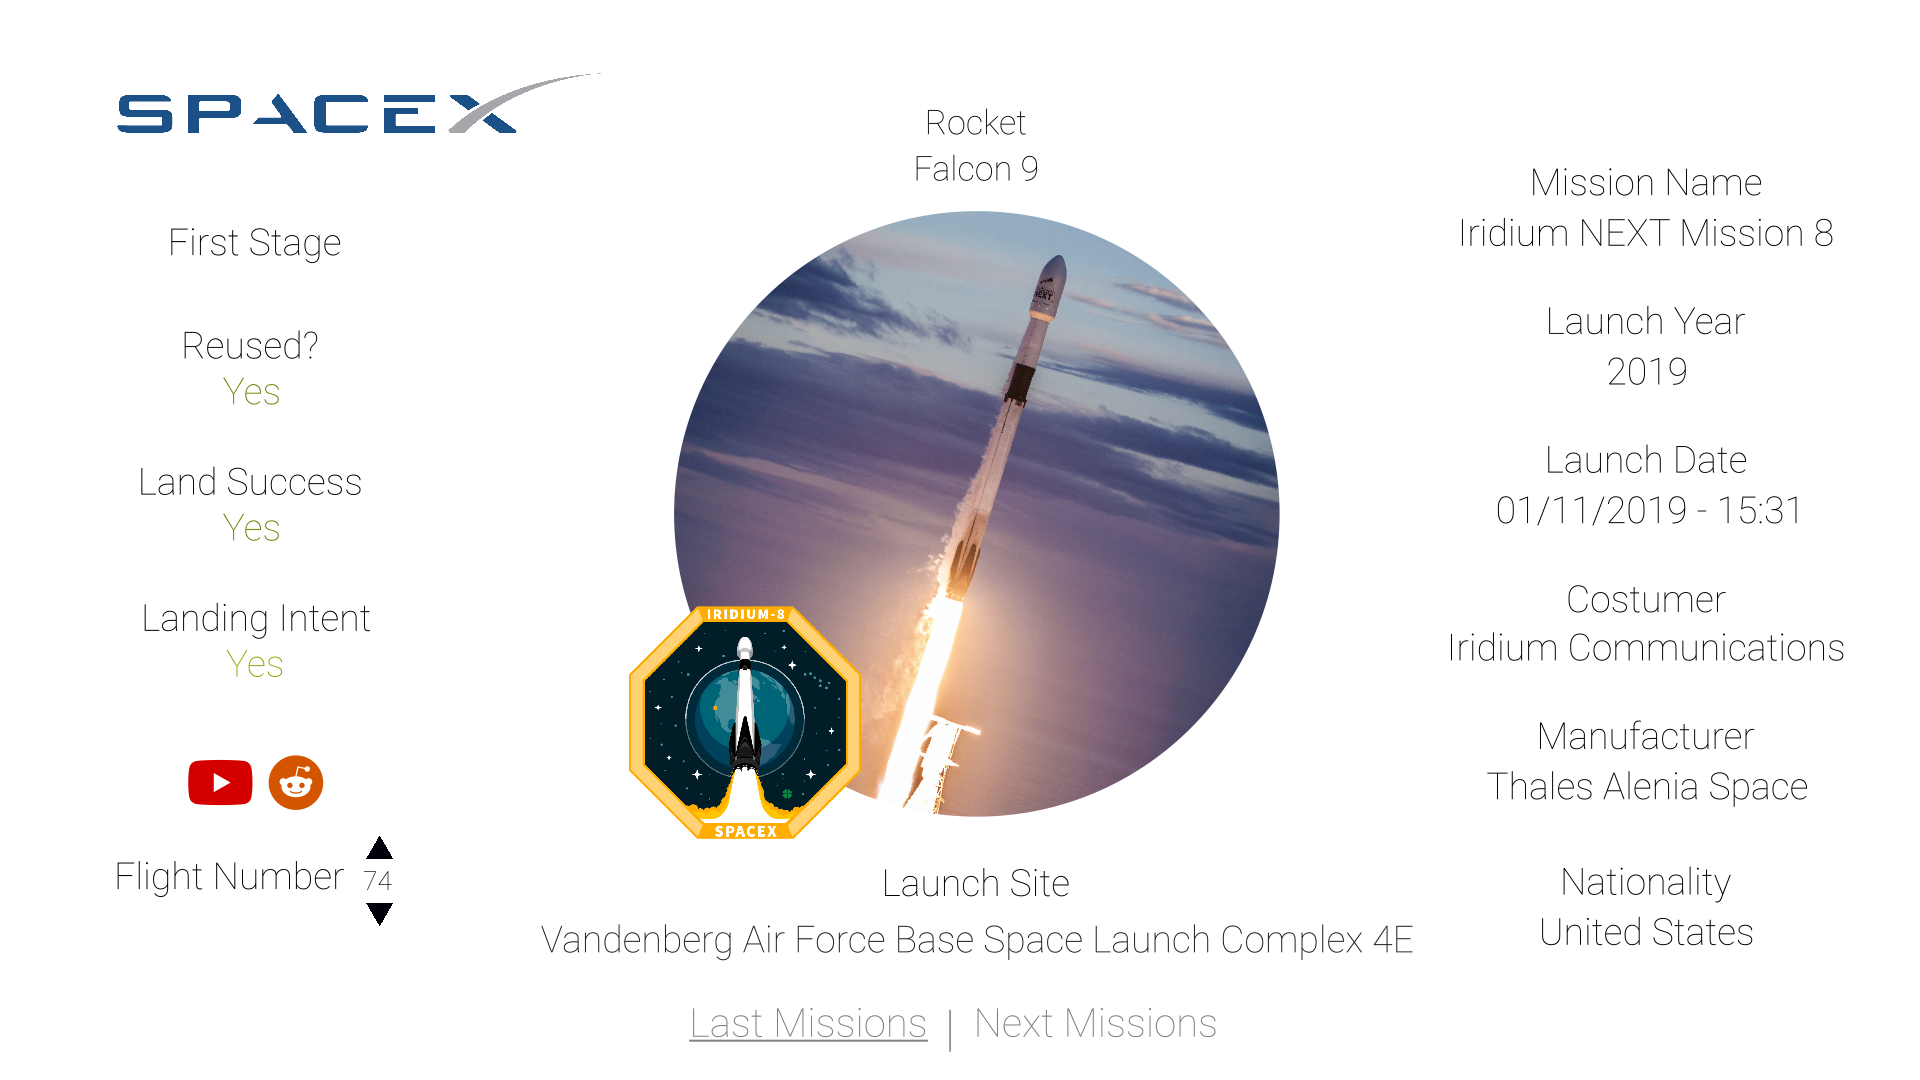 SPACEX
First Stage
Reused?
Yes
Land Success
Yes
Landing Intent
Yes
Flight Number 74
Rocket
Falcon 9
NEXT
IRIDIUM-8
SPACEX
Launch Site
Vandenberg Air Force Base Space Launch Complex 4E
Last Missions | Next Missions
Mission Name
Iridium NEXT Mission 8
Launch Year
2019
Launch Date
01/11/2019 - 15:31
Costumer
Iridium Communications
Manufacturer
Thales Alenia Space
Nationality
United States